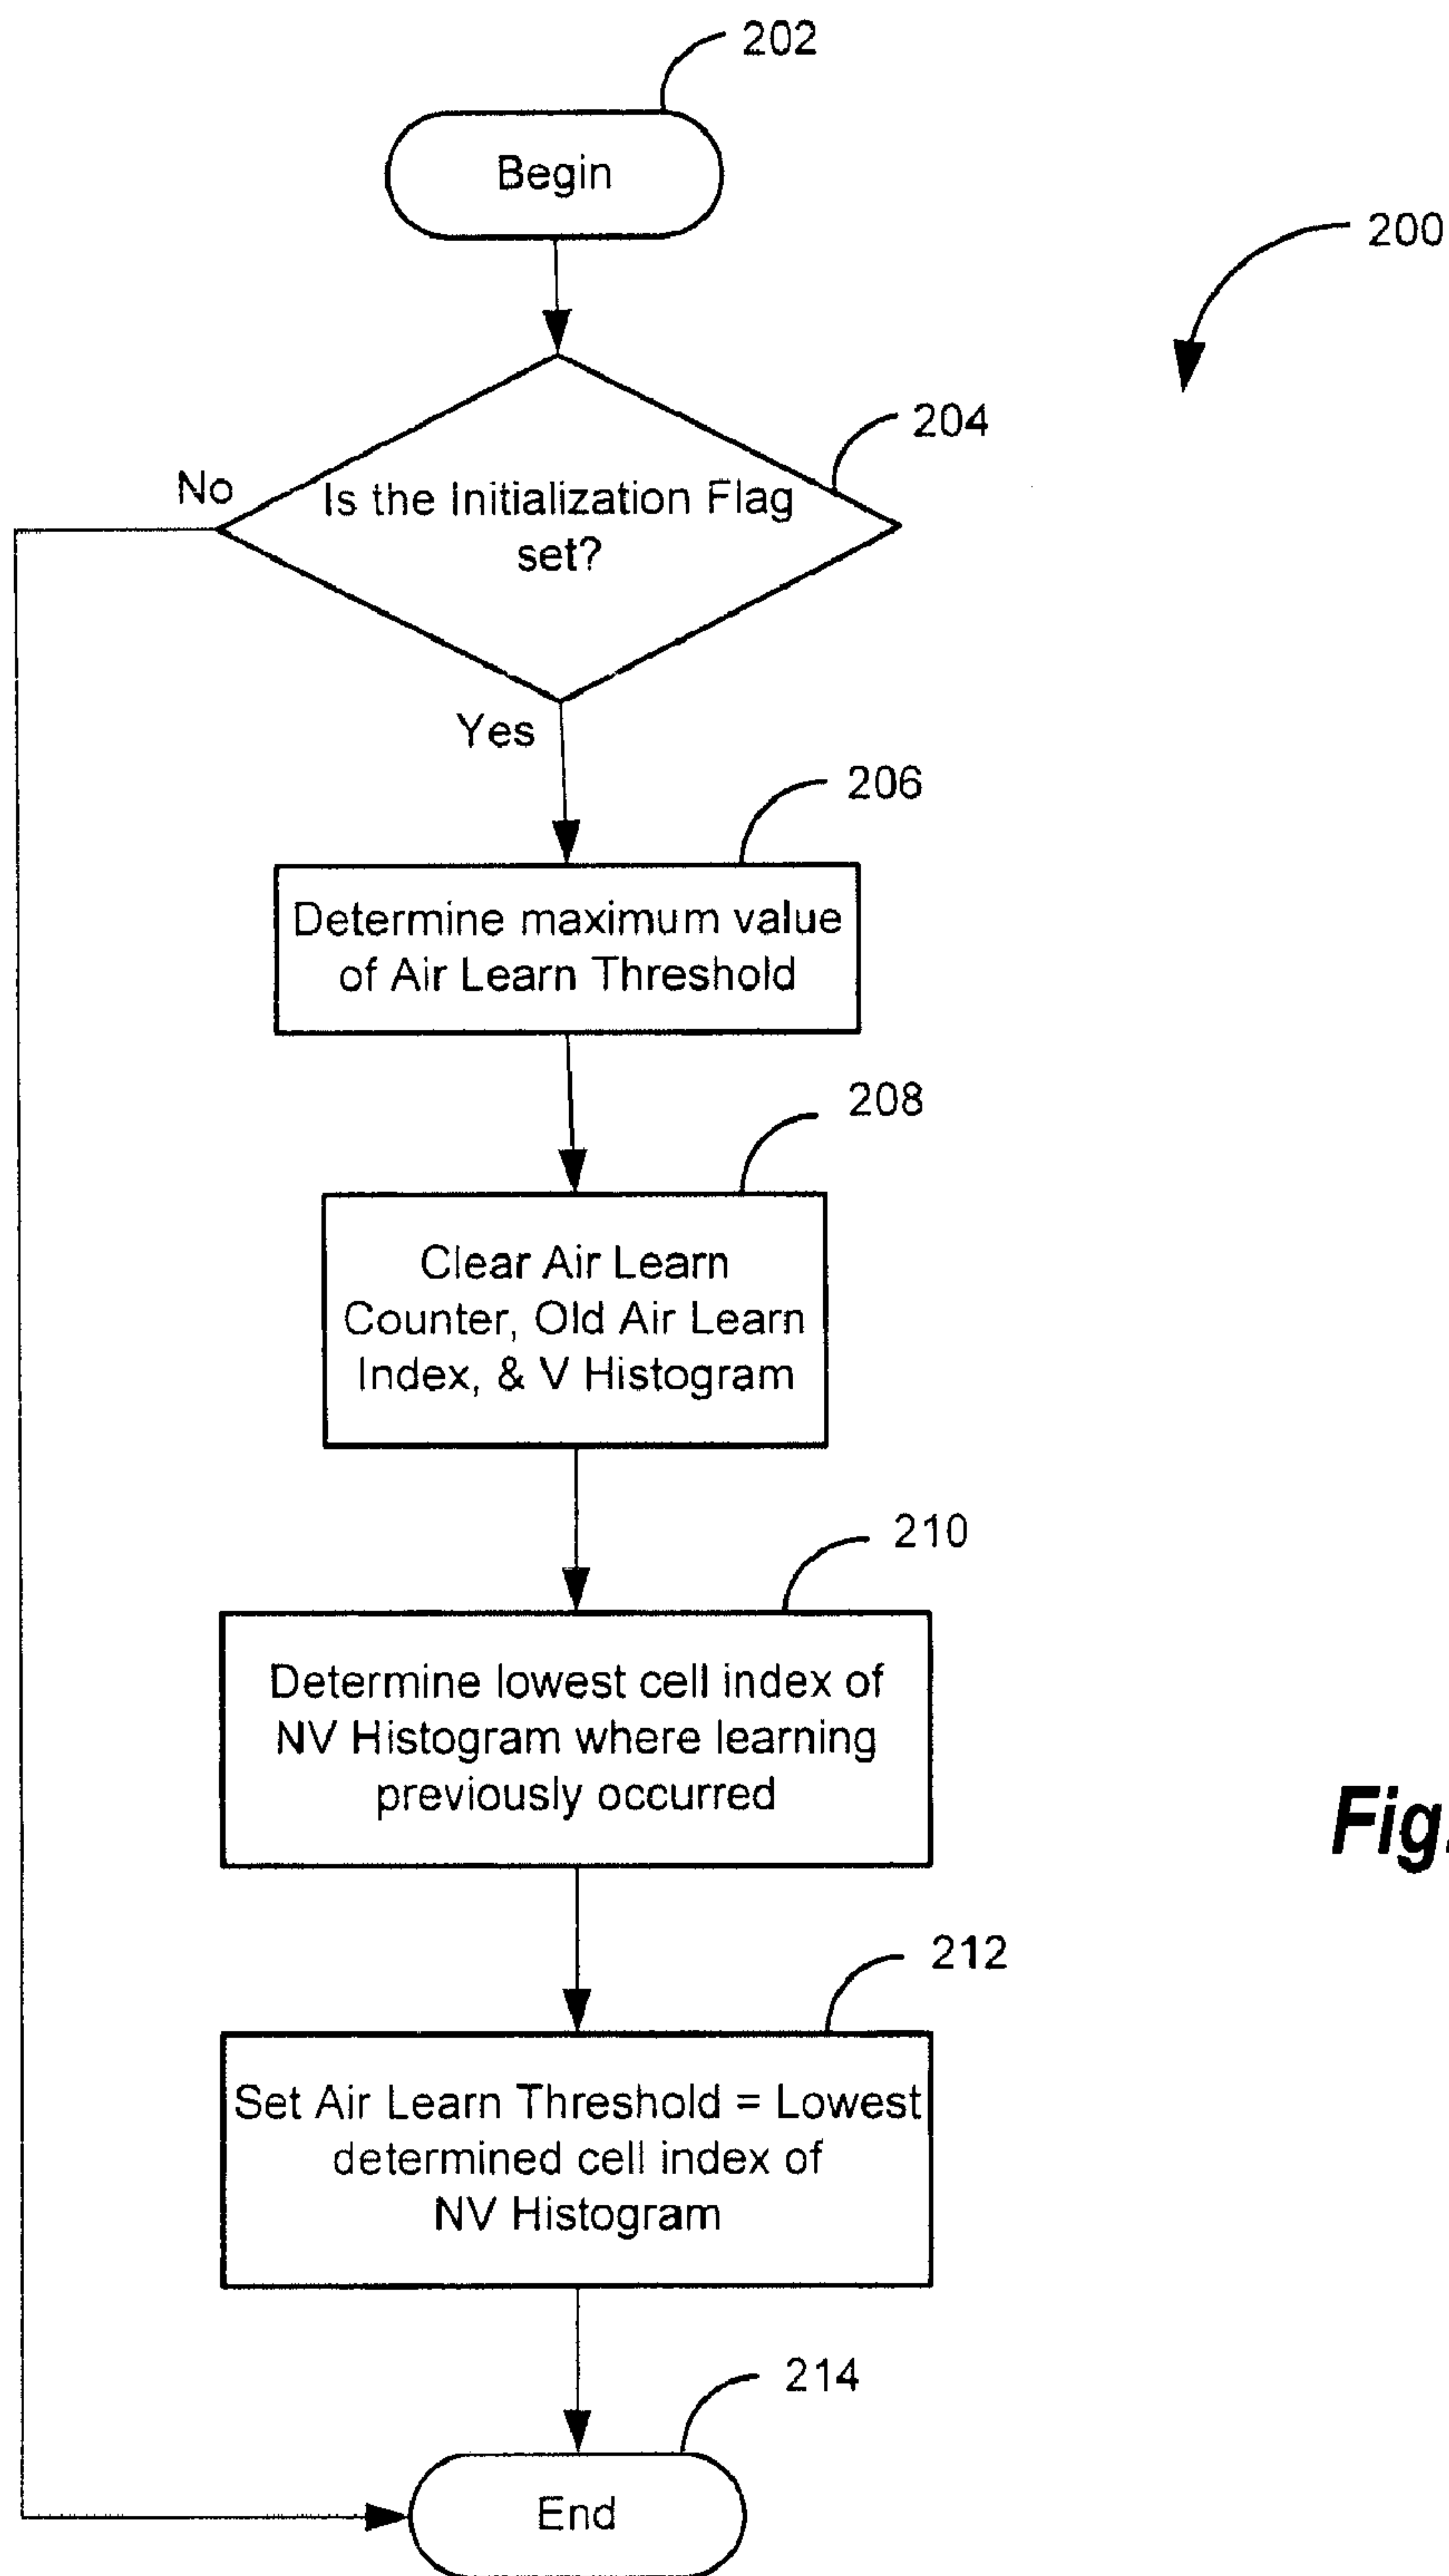 202
Begin
200
204
No
Is the Initialization Flag
set?
Yes
206
Determine maximum value
of Air Learn Threshold
208
Clear Air Learn
Counter, Old Air Learn
Index, & V Histogram
210
Determine lowest cell index of
NV Histogram where learning
previously occurred
Fig.
212
Set Air Learn Threshold = Lowest
determined cell index of
NV Histogram
214
End